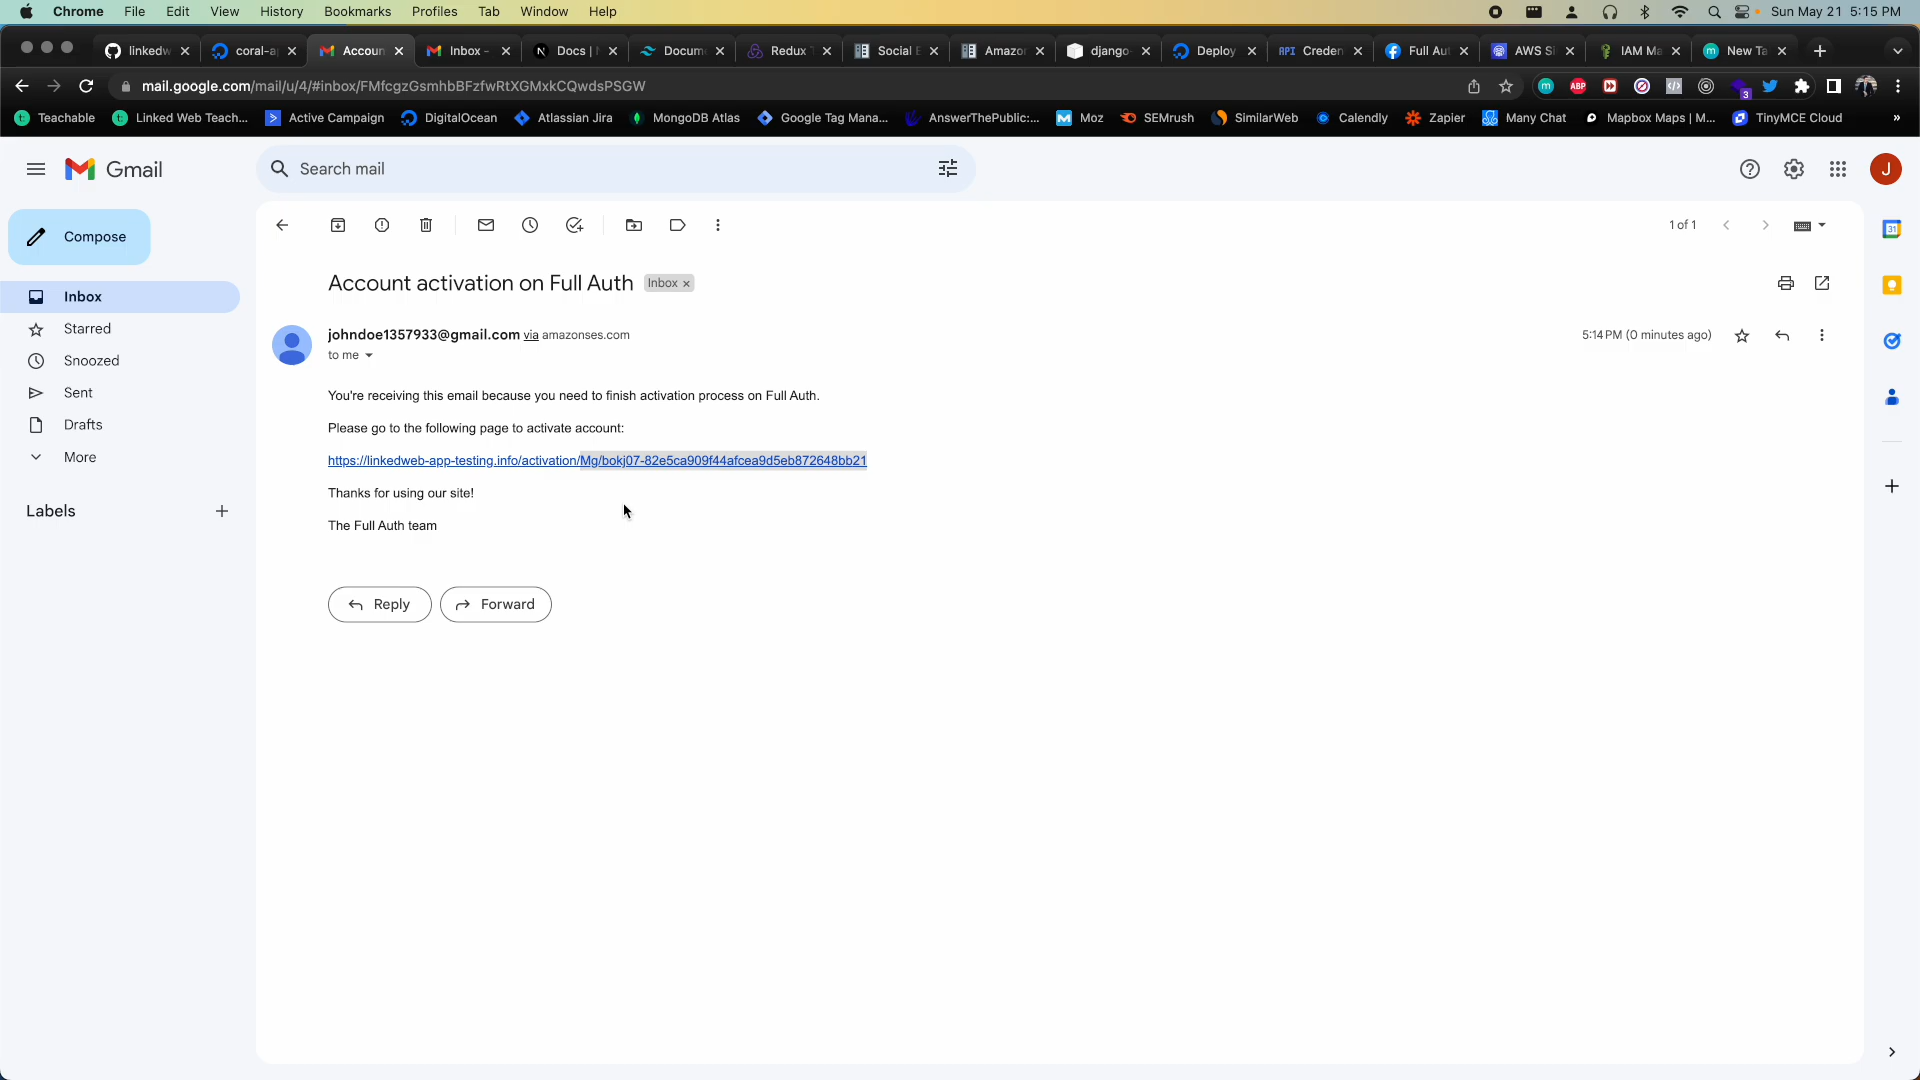 Chrome File Edit View History Bookmarks Profiles Tab Window Help Sun May 21 5:15 PM
linkedw coral-a Accoun Inbox - Docs | Docum Redux T Social Amazon django Deploy API Creden Full Aut AWS S IAM Ma New Ta
mail.google.com/mail/u/4/#inbox/FMfcgzGsmhbBFzfwRtXGMxkCQwdsPSGW ABP 3
Teachable Linked Web Teach... Active Campaign DigitalOcean Atlassian Jira MongoDB Atlas Google Tag Mana... AnswerThePublic:... Moz SEMrush SimilarWeb Calendly Zapier Many Chat Mapbox Maps | M... TinyMCE Cloud »
Gmail
Search mail
J
Compose
Inbox
Starred
Snoozed
Sent
Drafts
More
Labels
1 of 1
Account activation on Full Auth Inbox ×
johndoe1357933@gmail.com via amazonses.com 5:14 PM (0 minutes ago)
to me
You're receiving this email because you need to finish activation process on Full Auth.
Please go to the following page to activate account:
https://linkedweb-app-testing.info/activation/Mg/bokj07-82e5ca909f44afcea9d5eb872648bb21
Thanks for using our site!
The Full Auth team
Reply Forward
31